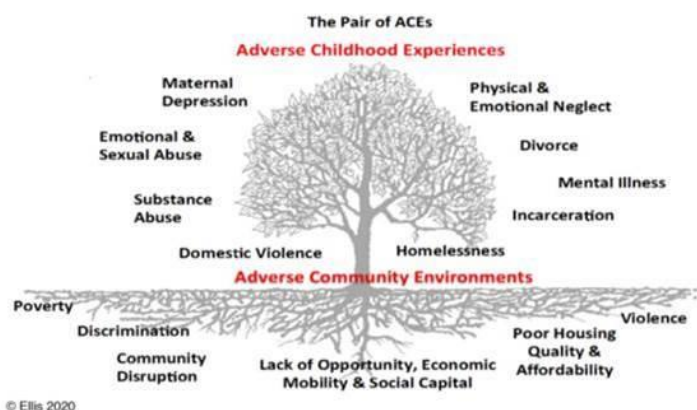 The Pair of ACEs
Adverse Childhood Experiences
Maternal
Depression
Physical &
Emotional Neglect
Emotional &
Sexual Abuse
Divorce
Mental Illness
Substance
Abuse
Incarceration
Domestic Violence
Homelessness
Adverse Community Environments
Poverty
Violence
Discrimination
Poor Housing
Quality &
Affordability
Community
Disruption
Lack of Opportunity, Economic
Mobility & Social Capital
© Ellis 2020